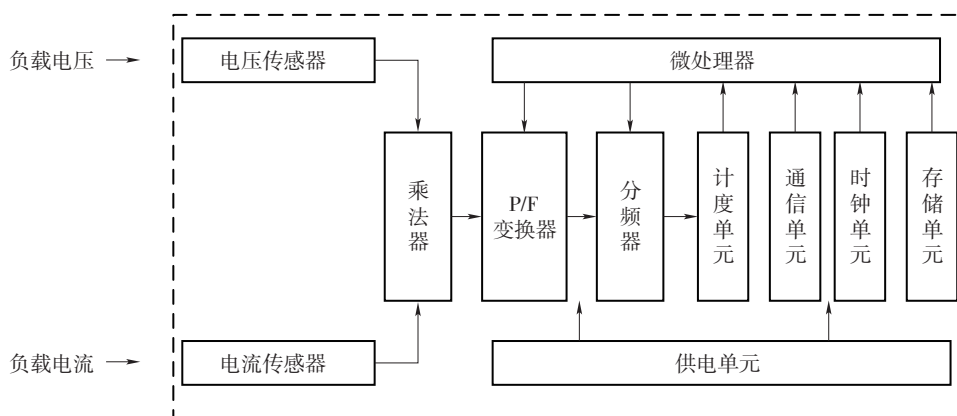 负载电压
电压传感器
微处理器
乘法器
P/F
变换器
分频器
计度单元
通信单元
时钟单元
存储单元
负载电流
电流传感器
供电单元